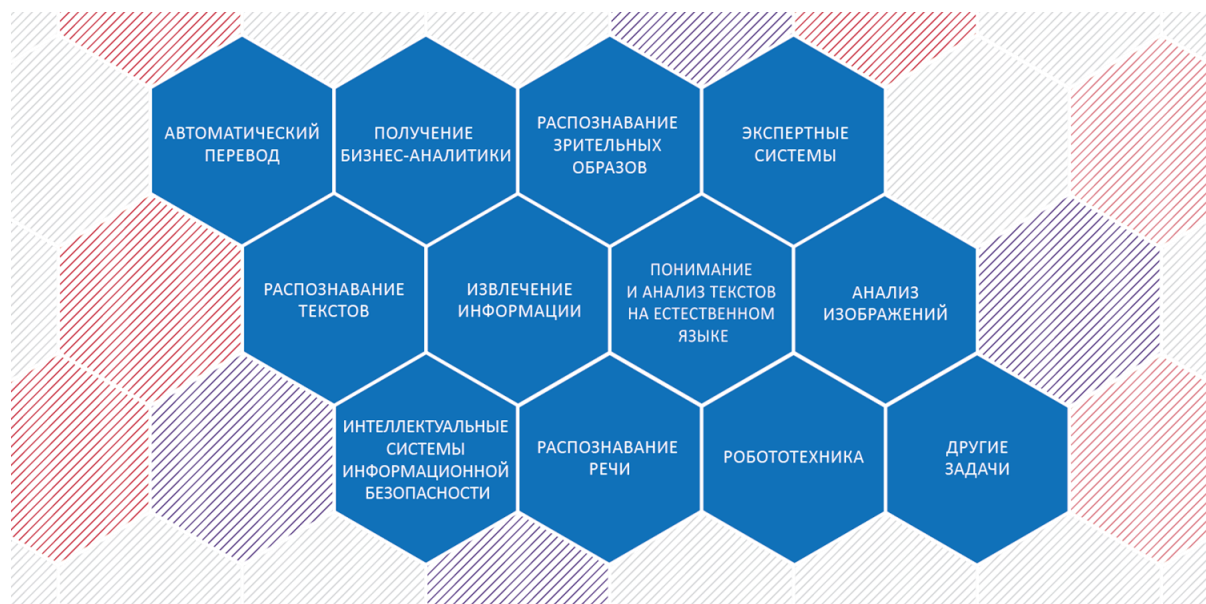 АВТОМАТИЧЕСКИЙ
ПЕРЕВОД
ПОЛУЧЕНИЕ
БИЗНЕС-АНАЛИТИКИ
РАСПОЗНАВАНИЕ
ЗРИТЕЛЬНЫХ
ОБРАЗОВ
ЭКСПЕРТНЫЕ
СИСТЕМЫ
РАСПОЗНАВАНИЕ
ТЕКСТОВ
ИЗВЛЕЧЕНИЕ
ИНФОРМАЦИИ
ПОНИМАНИЕ
И АНАЛИЗ ТЕКСТОВ
НА ЕСТЕСТВЕННОМ
ЯЗЫКЕ
АНАЛИЗ
ИЗОБРАЖЕНИЙ
ИНТЕЛЛЕКТУАЛЬНЫЕ
СИСТЕМЫ
ИНФОРМАЦИОННОЙ
БЕЗОПАСНОСТИ
РАСПОЗНАВАНИЕ
РЕЧИ
РОБОТОТЕХНИКА
ДРУГИЕ
ЗАДАЧИ